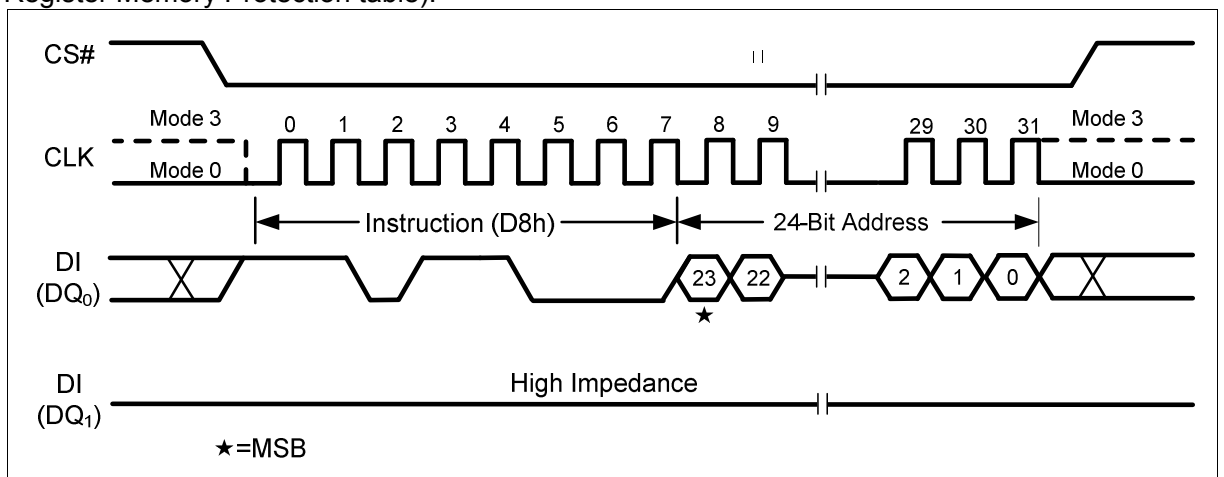 Register Memory Protection table).
CS#
Mode 3
0 1 2 3 4 5 6 7 8 9 29 30 31
Mode 3
CLK
Mode 0
Mode 0
Instruction (D8h)
24-Bit Address
DI
(DQ0)
23 22 2 1 0
★
High Impedance
DI
(DQ1)
★=MSB